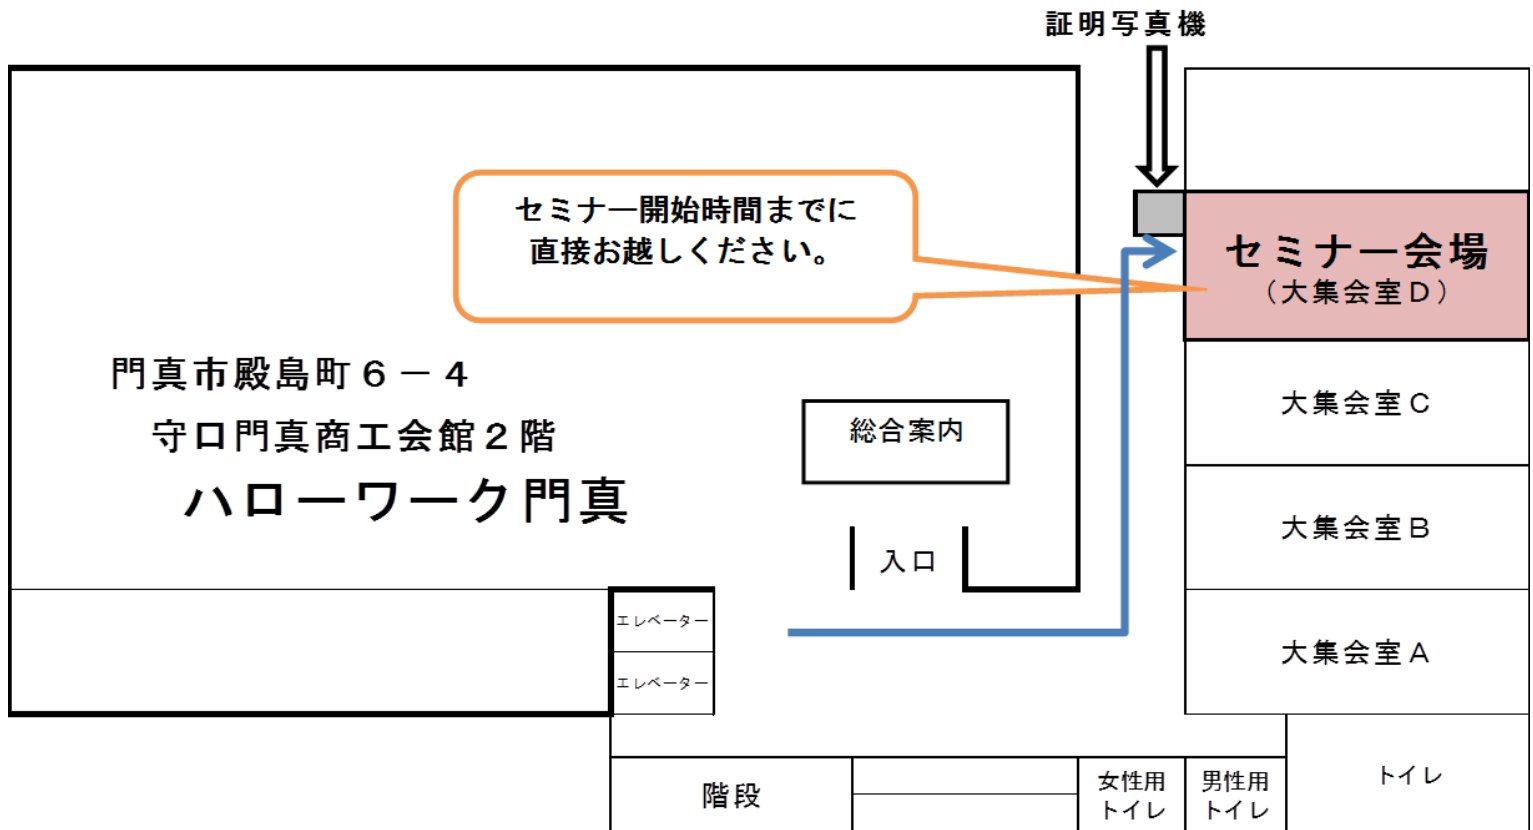 証明写真機
セミナー開始時間までに
直接お越しください。
セミナー会場
（大集会室Ｄ）
門真市殿島町６－４
守口門真商工会館２階
ハローワーク門真
総合案内
入口
大集会室Ｃ
大集会室Ｂ
大集会室Ａ
エレベーター
エレベーター
階段
女性用
トイレ
男性用
トイレ
トイレ